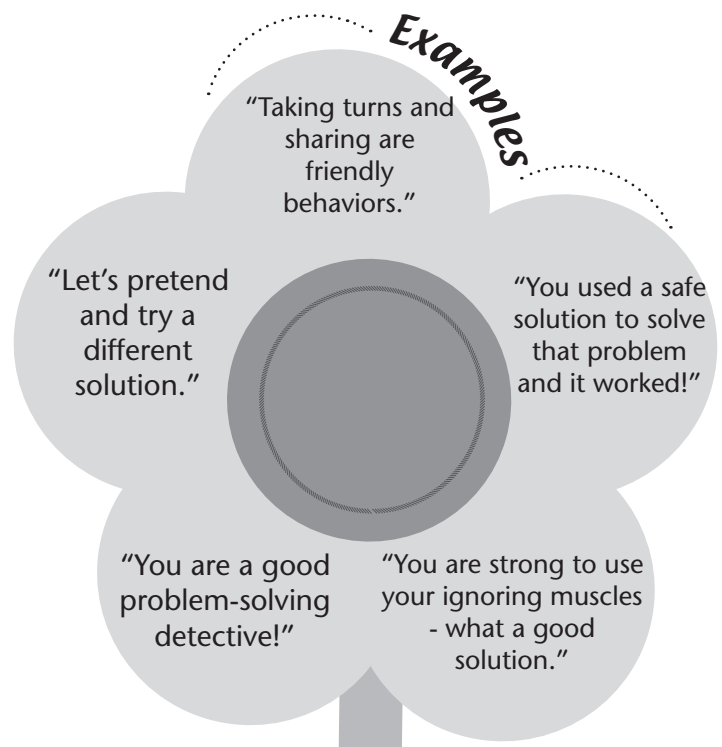 Examples
“Taking turns and
sharing are
friendly
behaviors.”
“Let’s pretend
and try a
different
solution.”
“You used a safe
solution to solve
that problem
and it worked!”
“You are a good
problem-solving
detective!”
“You are strong to use
your ignoring muscles
- what a good
solution.”